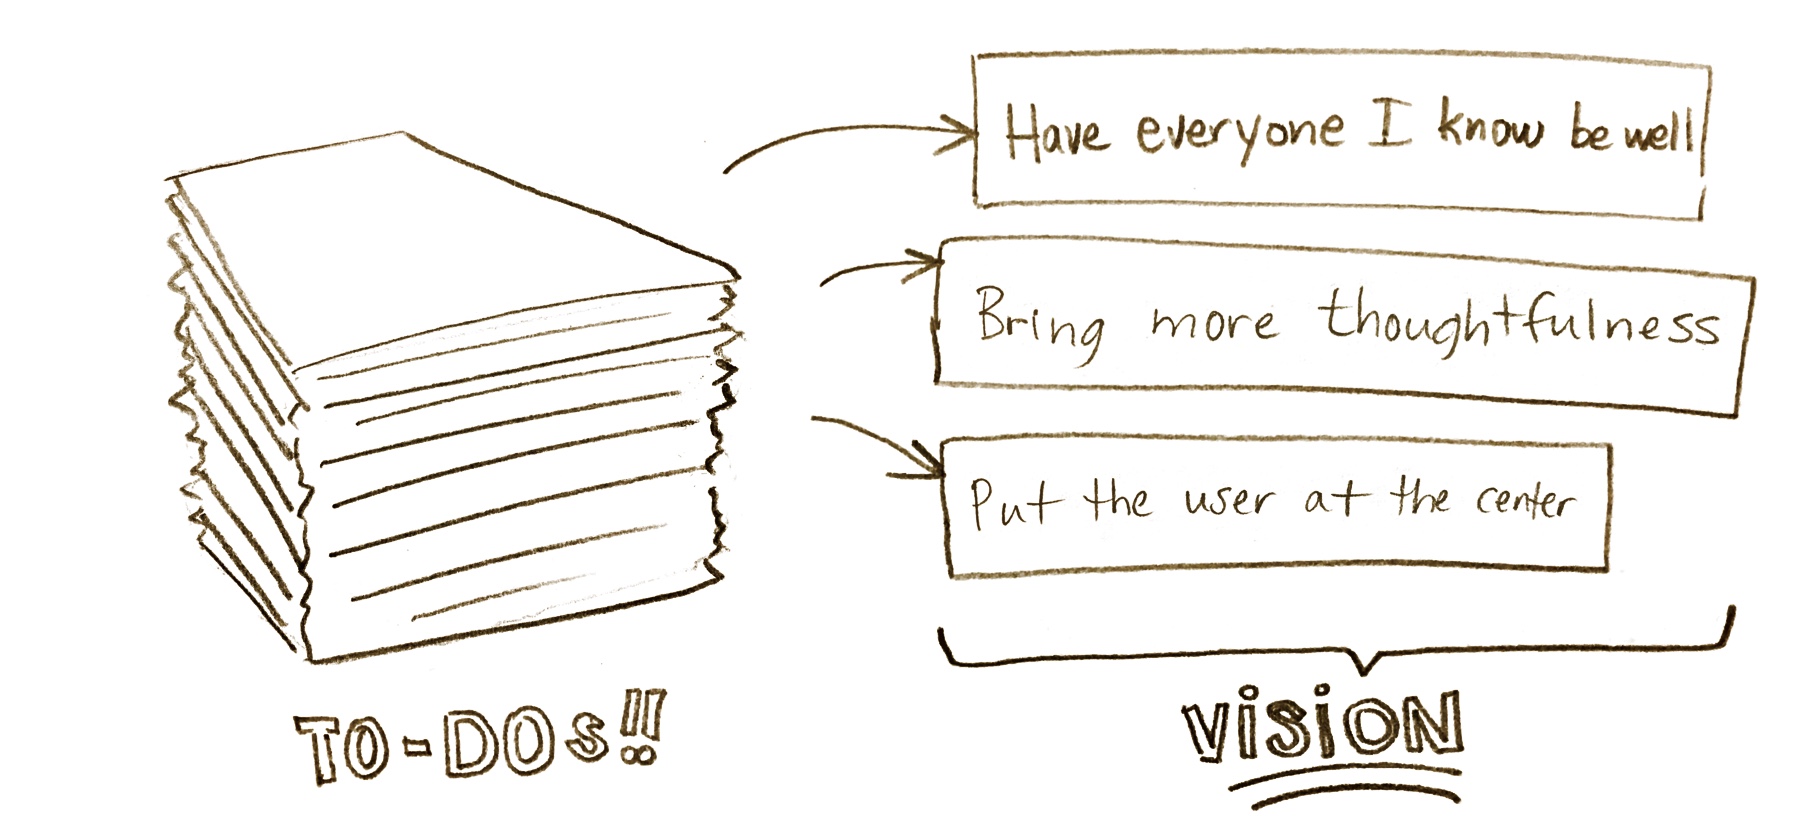 Have everyone I know be well
Bring more thoughtfulness
Put the user at the center
TO-DOs!!
ViSiON